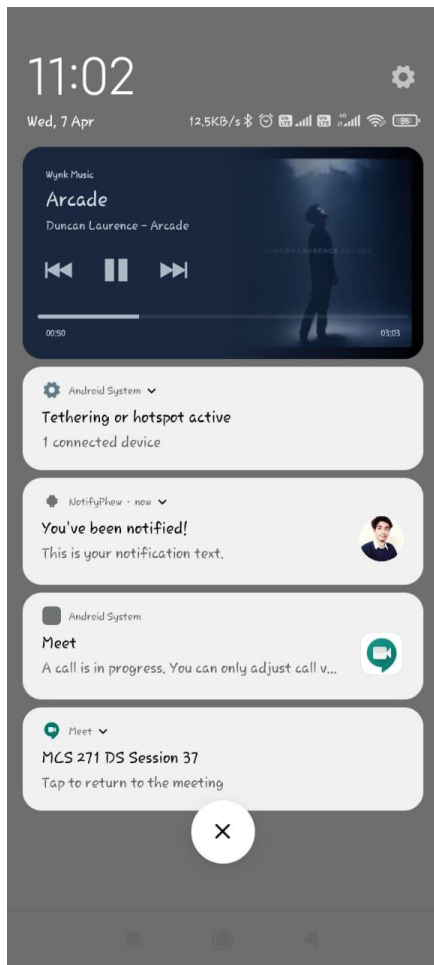 11:02
Wed, 7 Apr
12,5KB/s
Wynk Music
Arcade
Duncan Laurence - Arcade
DUNCAN LAURENCE ARCADE
00:50
03:03
Android System
Tethering or hotspot active
1 connected device
NotifyPhew · now
You've been notified!
This is your notification text.
Android System
Meet
A call is in progress. You can only adjust call v...
Meet
MCS 271 DS Session 37
Tap to return to the meeting